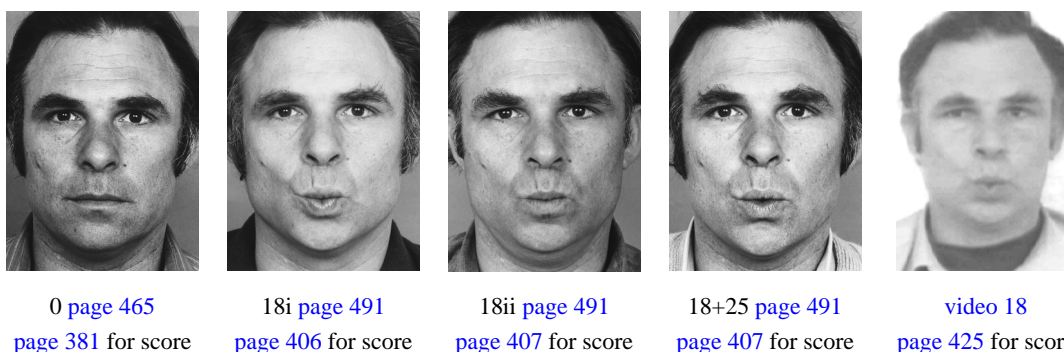 0 page 465
page 381 for score
18i page 491
page 406 for score
18ii page 491
page 407 for score
18+25 page 491
page 407 for score
video 18
page 425 for scor